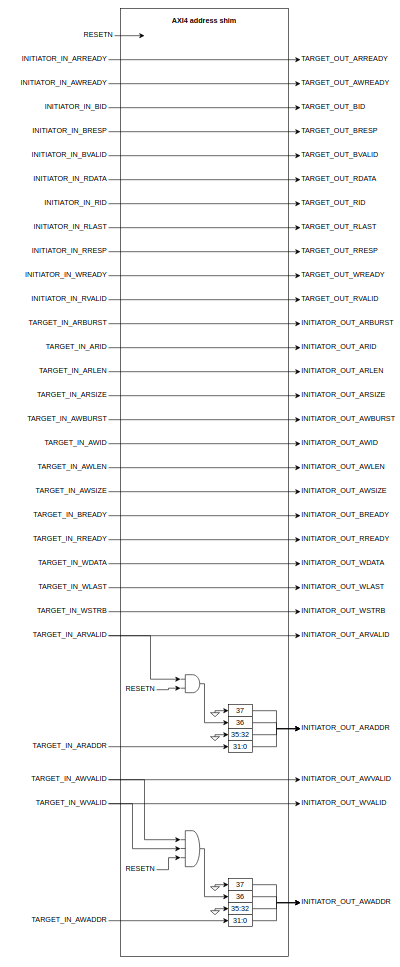 AXI4 address shim
RESETN
INITIATOR_IN_ARREADY TARGET_OUT_ARREADY
INITIATOR_IN_AWREADY TARGET_OUT_AWREADY
INITIATOR_IN_BID TARGET_OUT_BID
INITIATOR_IN_BRESP TARGET_OUT_BRESP
INITIATOR_IN_BVALID TARGET_OUT_BVALID
INITIATOR_IN_RDATA TARGET_OUT_RDATA
INITIATOR_IN_RID TARGET_OUT_RID
INITIATOR_IN_RLAST TARGET_OUT_RLAST
INITIATOR_IN_RRESP TARGET_OUT_RRESP
INITIATOR_IN_WREADY TARGET_OUT_WREADY
INITIATOR_IN_RVALID TARGET_OUT_RVALID
TARGET_IN_ARBURST INITIATOR_OUT_ARBURST
TARGET_IN_ARID INITIATOR_OUT_ARID
TARGET_IN_ARLEN INITIATOR_OUT_ARLEN
TARGET_IN_ARSIZE INITIATOR_OUT_ARSIZE
TARGET_IN_AWBURST INITIATOR_OUT_AWBURST
TARGET_IN_AWID INITIATOR_OUT_AWID
TARGET_IN_AWLEN INITIATOR_OUT_AWLEN
TARGET_IN_AWSIZE INITIATOR_OUT_AWSIZE
TARGET_IN_BREADY INITIATOR_OUT_BREADY
TARGET_IN_RREADY INITIATOR_OUT_RREADY
TARGET_IN_WDATA INITIATOR_OUT_WDATA
TARGET_IN_WLAST INITIATOR_OUT_WLAST
TARGET_IN_WSTRB INITIATOR_OUT_WSTRB
TARGET_IN_ARVALID INITIATOR_OUT_ARVALID
RESETN
37
36
INITIATOR_OUT_ARADDR
35:32
TARGET_IN_ARADDR 31:0
TARGET_IN_AWVALID INITIATOR_OUT_AWVALID
TARGET_IN_WVALID INITIATOR_OUT_WVALID
RESETN
37
36
INITIATOR_OUT_AWADDR
35:32
TARGET_IN_AWADDR 31:0